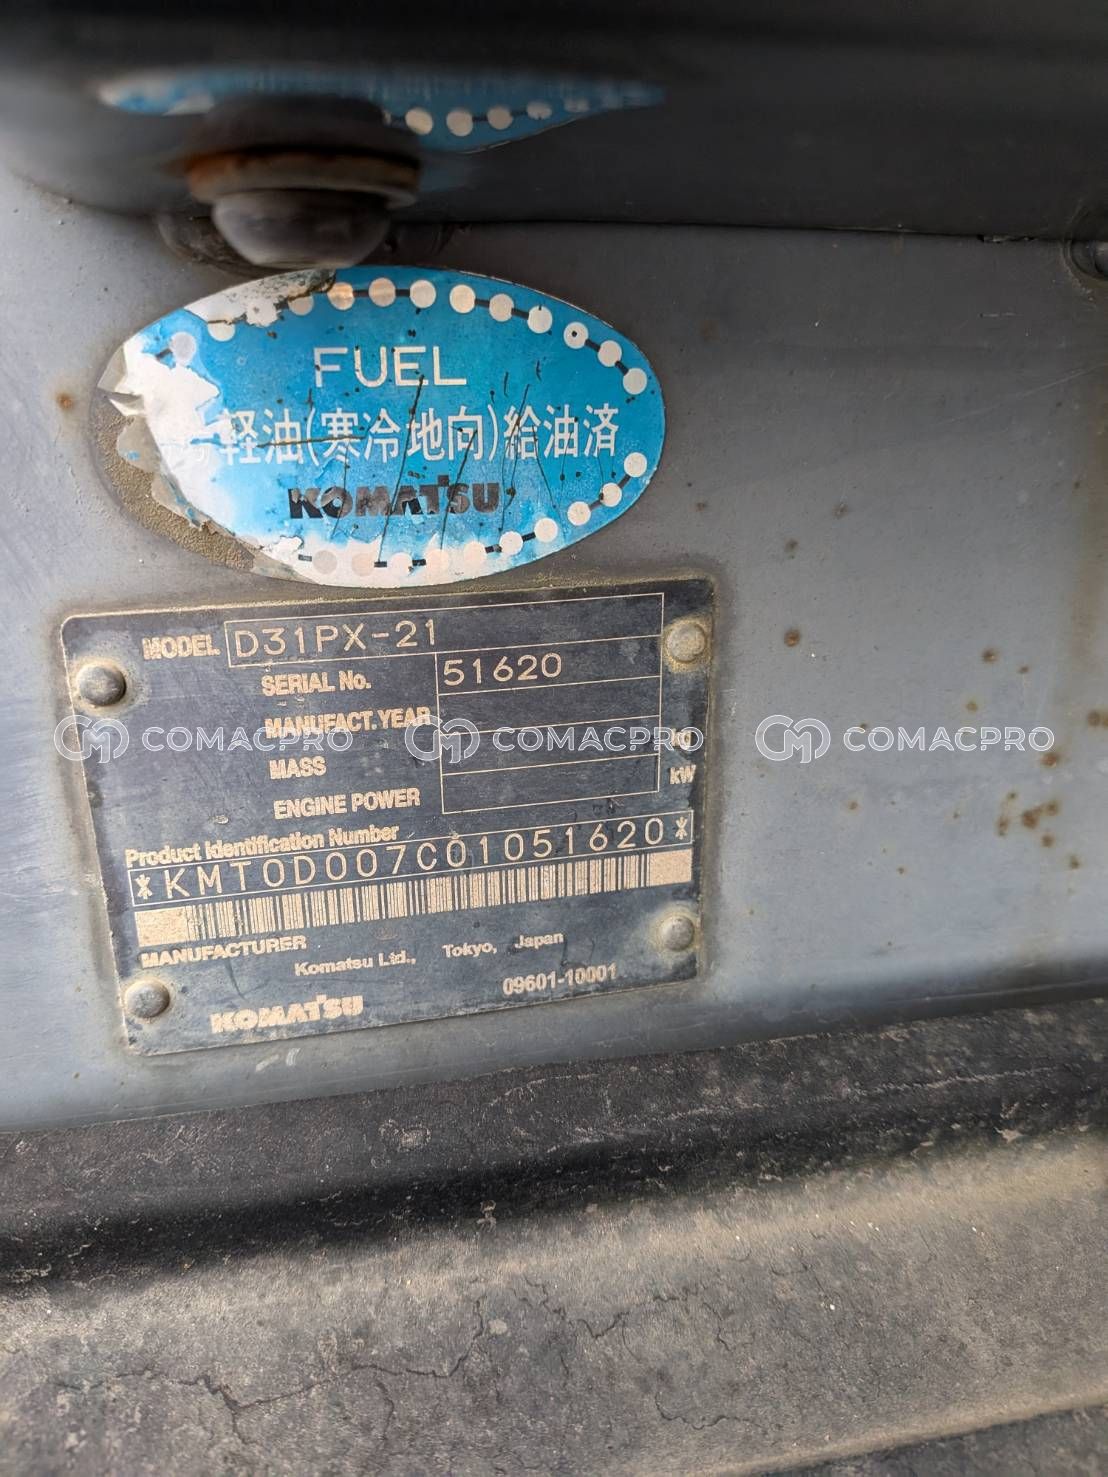 FUEL
軽油(寒冷地向)給油済
KOMATSU
MODEL D31PX-21
SERIAL No. 51620
MANUFACT. YEAR
MASS kg
ENGINE POWER kW
Product Identification Number
*KMT0D007C01051620*
MANUFACTURER
Komatsu Ltd., Tokyo, Japan
KOMATSU 09601-10001
COMACPRO COMACPRO COMACPRO